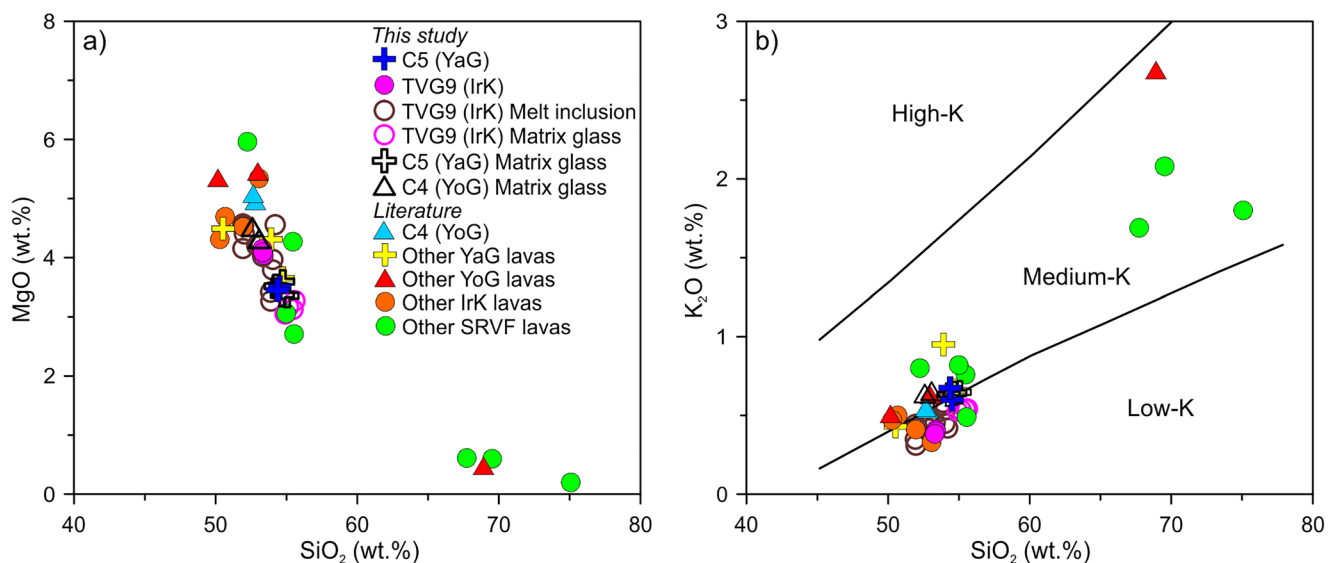 a)
MgO (wt.%)
8
6
4
2
0
40
50
60
70
80
SiO₂ (wt.%)
This study
C5 (YaG)
TVG9 (IrK)
TVG9 (IrK) Melt inclusion
TVG9 (IrK) Matrix glass
C5 (YaG) Matrix glass
C4 (YoG) Matrix glass
Literature
C4 (YoG)
Other YaG lavas
Other YoG lavas
Other IrK lavas
Other SRVF lavas
b)
K₂O (wt.%)
3
2
1
0
40
50
60
70
80
SiO₂ (wt.%)
High-K
Medium-K
Low-K